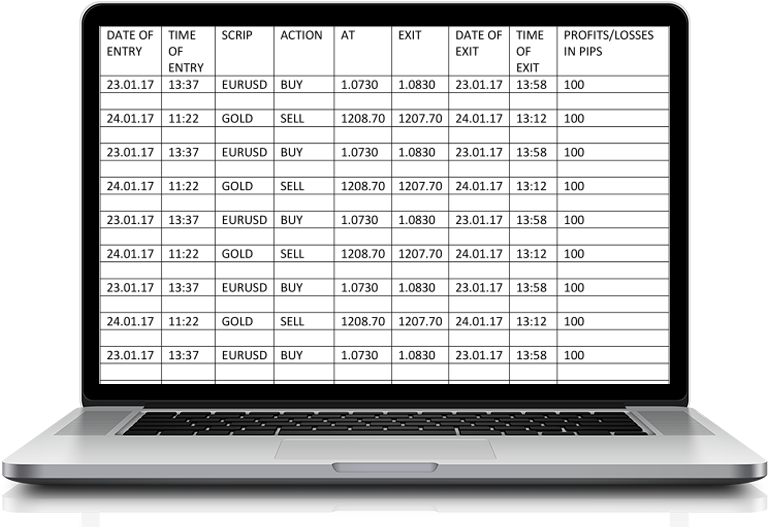 DATE OF ENTRY TIME OF ENTRY SCRIP ACTION AT EXIT DATE OF EXIT TIME OF EXIT PROFITS/LOSSES IN PIPS
23.01.17 13:37 EURUSD BUY 1.0730 1.0830 23.01.17 13:58 100
24.01.17 11:22 GOLD SELL 1208.70 1207.70 24.01.17 13:12 100
23.01.17 13:37 EURUSD BUY 1.0730 1.0830 23.01.17 13:58 100
24.01.17 11:22 GOLD SELL 1208.70 1207.70 24.01.17 13:12 100
23.01.17 13:37 EURUSD BUY 1.0730 1.0830 23.01.17 13:58 100
24.01.17 11:22 GOLD SELL 1208.70 1207.70 24.01.17 13:12 100
23.01.17 13:37 EURUSD BUY 1.0730 1.0830 23.01.17 13:58 100
24.01.17 11:22 GOLD SELL 1208.70 1207.70 24.01.17 13:12 100
23.01.17 13:37 EURUSD BUY 1.0730 1.0830 23.01.17 13:58 100